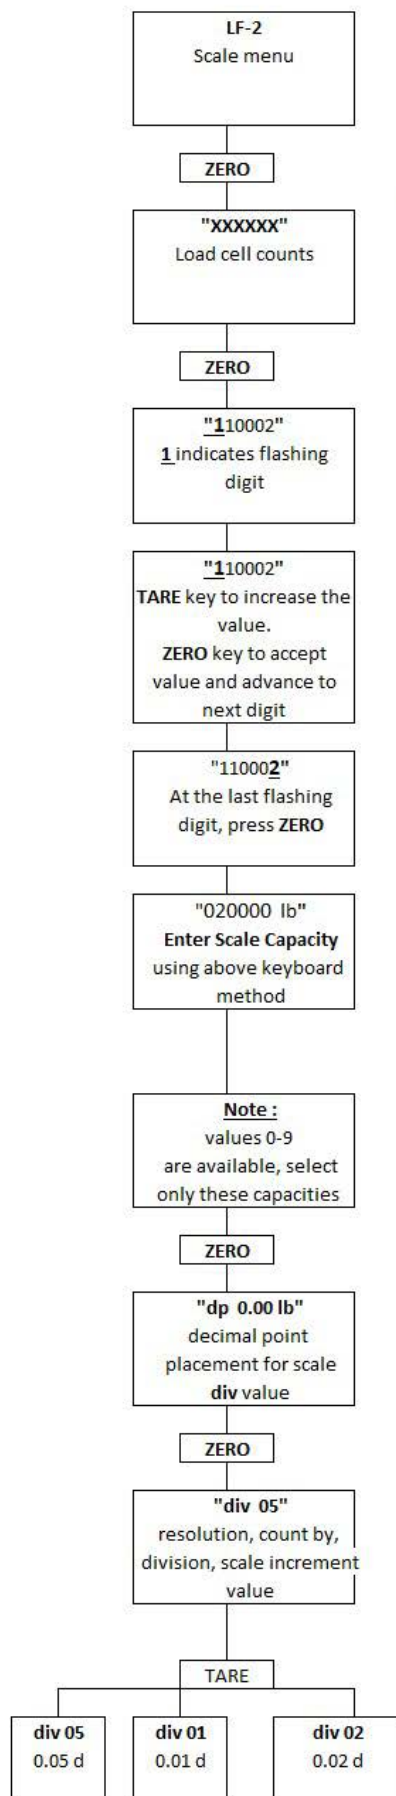 LF-2
Scale menu
ZERO
"XXXXXX"
Load cell counts
ZERO
"110002"
1 indicates flashing
digit
"110002"
TARE key to increase the
value.
ZERO key to accept
value and advance to
next digit
"110002"
At the last flashing
digit, press ZERO
"020000 lb"
Enter Scale Capacity
using above keyboard
method
Note :
values 0-9
are available, select
only these capacities
ZERO
"dp 0.00 lb"
decimal point
placement for scale
div value
ZERO
"div 05"
resolution, count by,
division, scale increment
value
TARE
div 05 div 01 div 02
0.05 d 0.01 d 0.02 d